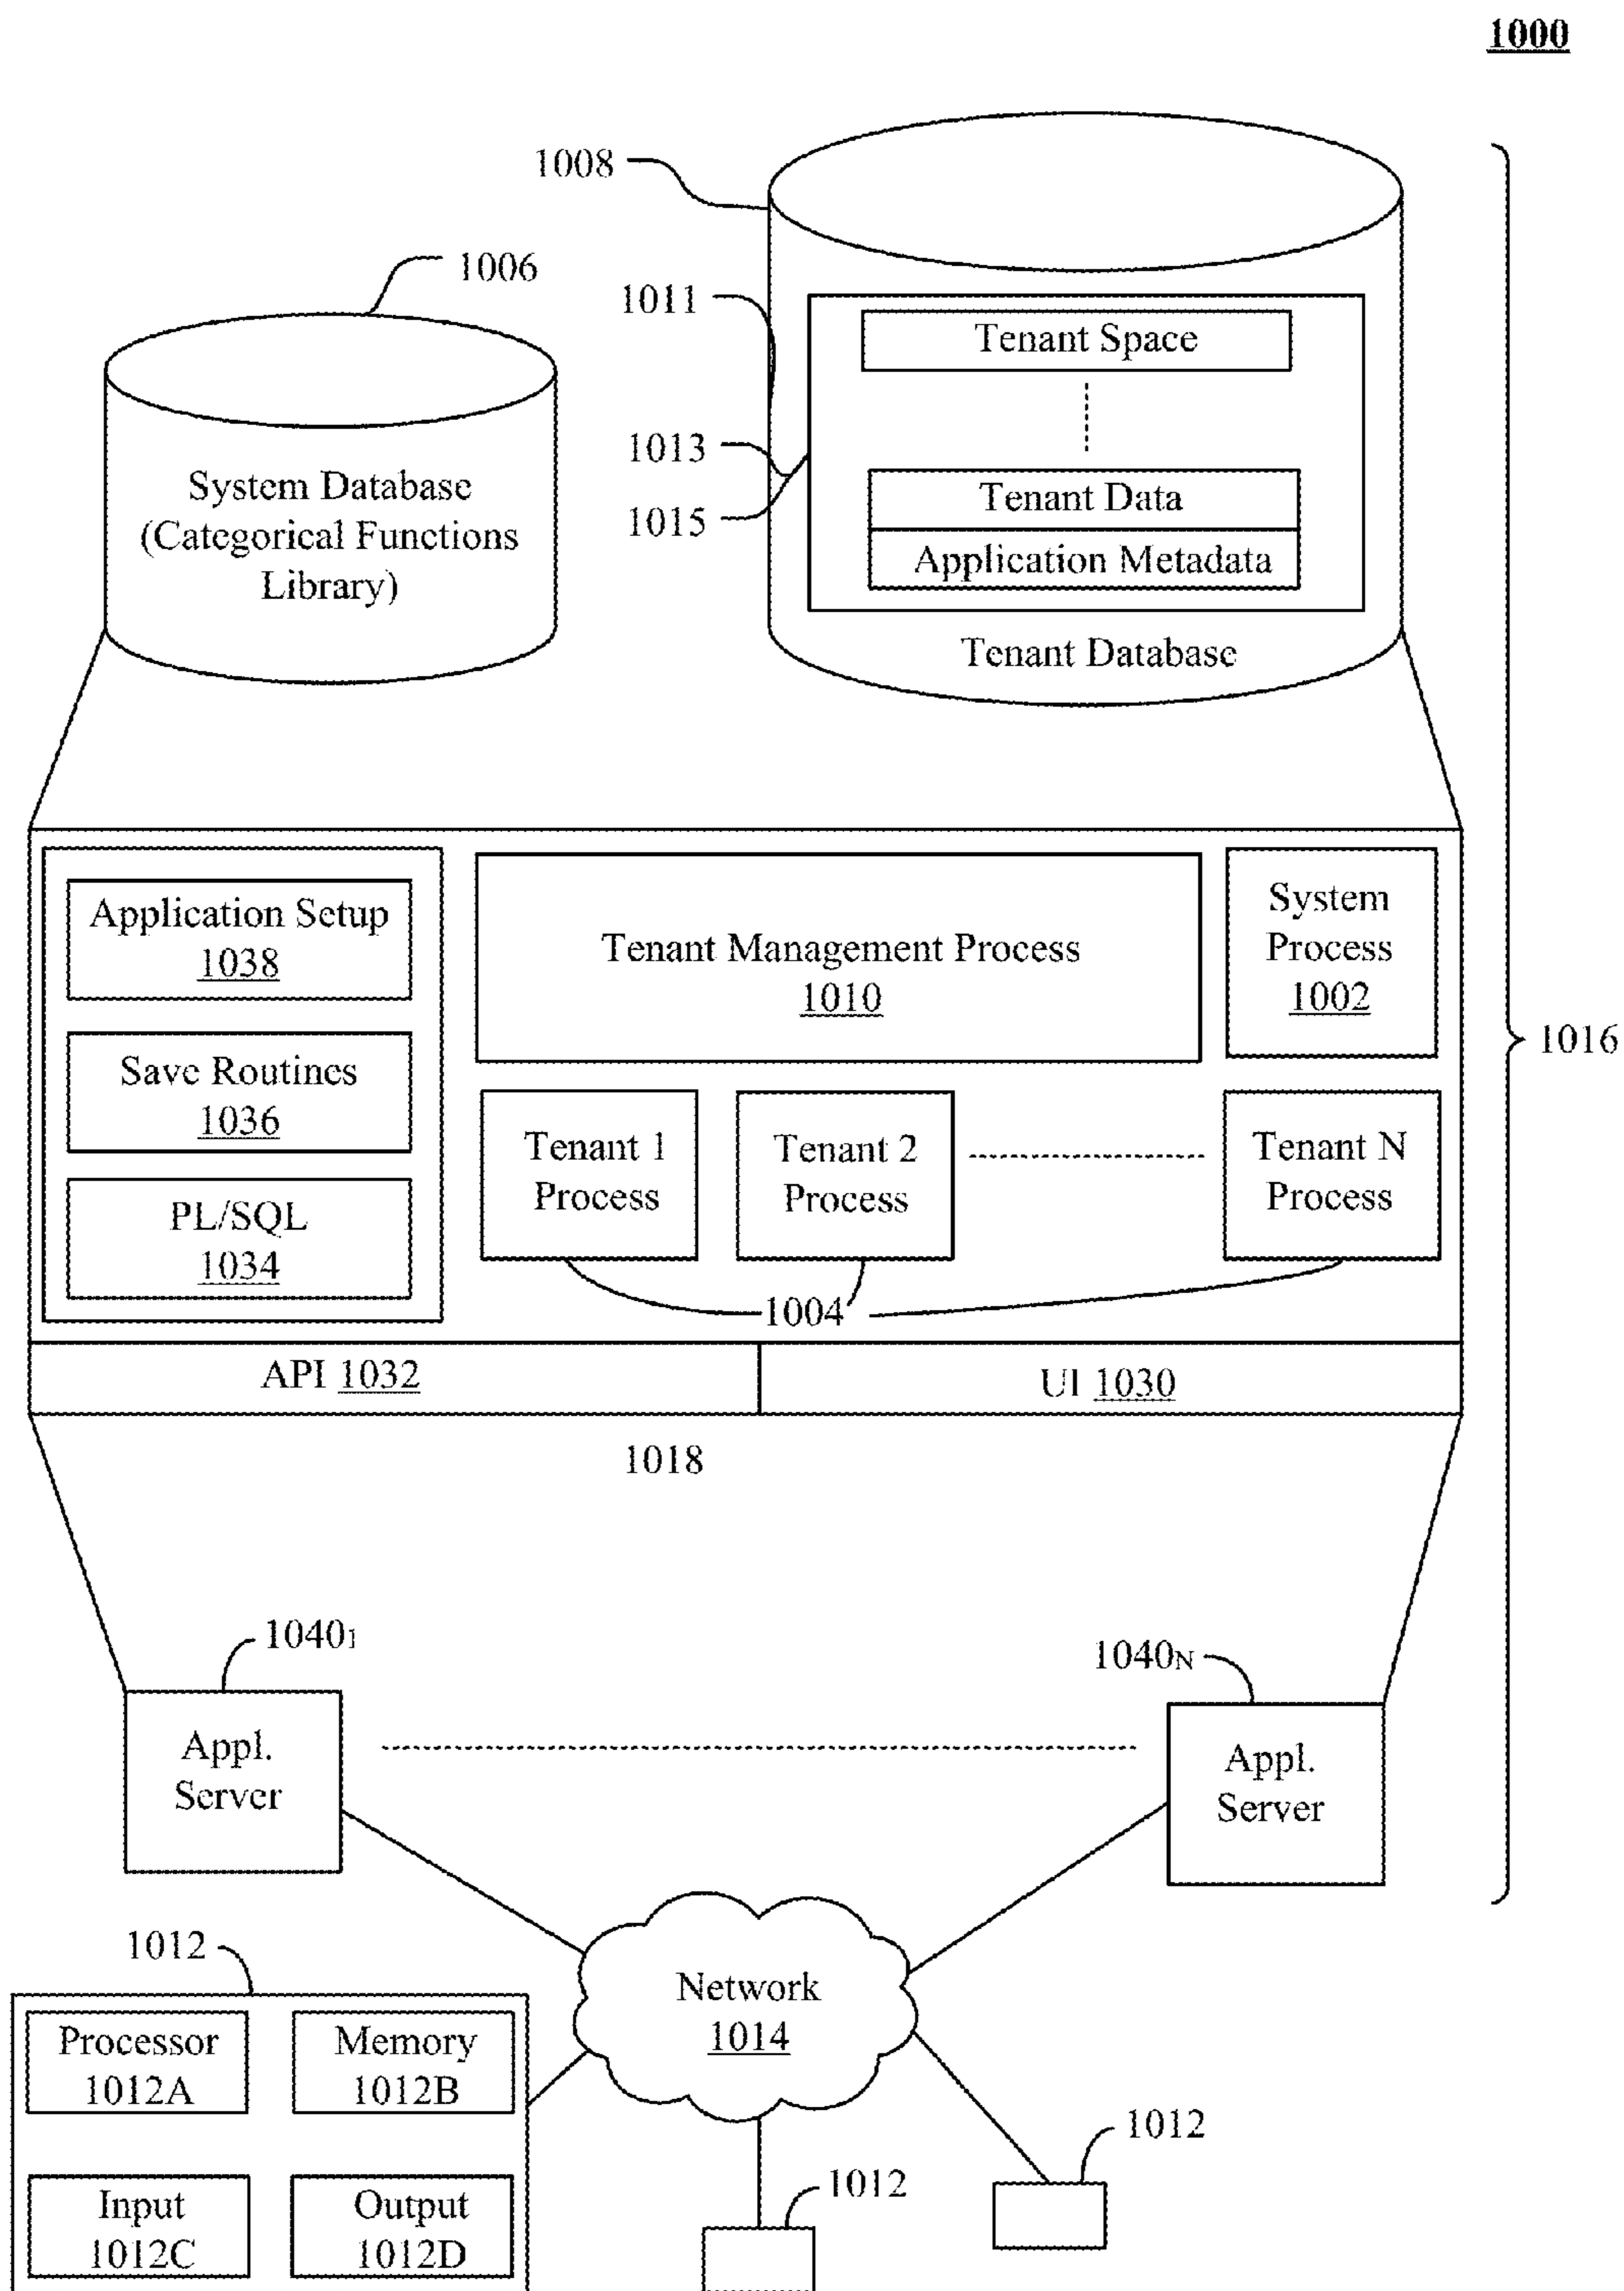 1000
1008
1006
1011
Tenant Space
1013
1015
System Database
(Categorical Functions
Library)
Tenant Data
Application Metadata
Tenant Database
Application Setup
1038
Save Routines
1036
PL/SQL
1034
Tenant Management Process
1010
System
Process
1002
1016
Tenant 1
Process
Tenant 2
Process
Tenant N
Process
1004
API 1032
UI 1030
1018
1040₁
1040N
Appl.
Server
Appl.
Server
1012
Network
1014
Processor
1012A
Memory
1012B
Input
1012C
Output
1012D
1012
1012